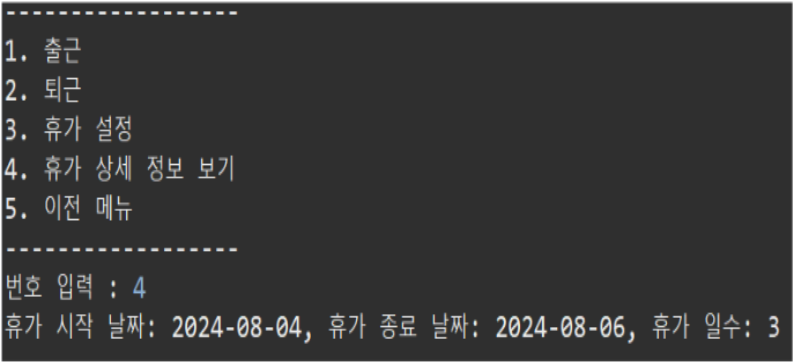 ------------------
1. 출근
2. 퇴근
3. 휴가 설정
4. 휴가 상세 정보 보기
5. 이전 메뉴
------------------
번호 입력 : 4
휴가 시작 날짜: 2024-08-04, 휴가 종료 날짜: 2024-08-06, 휴가 일수: 3